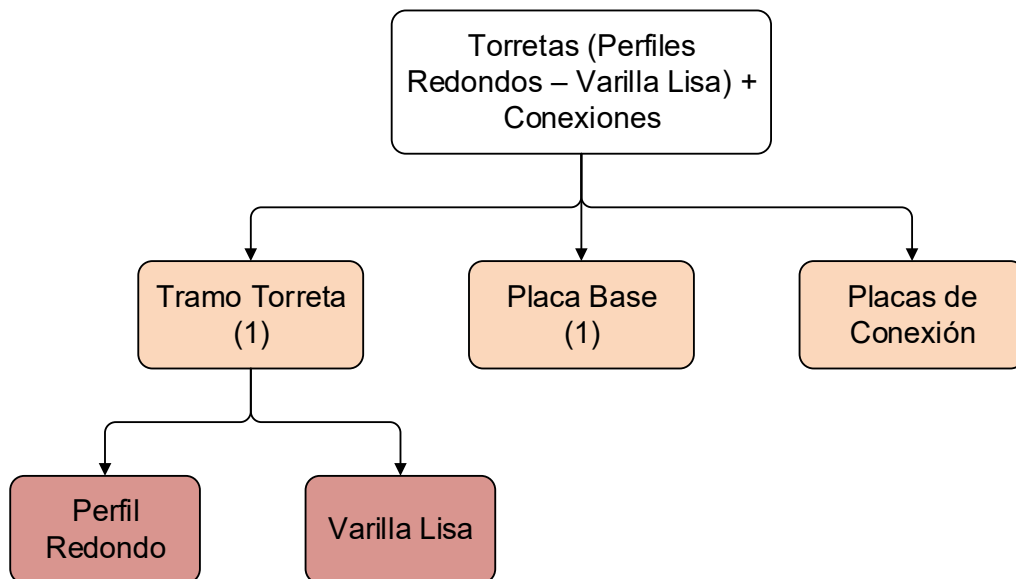 Torretas (Perfiles
Redondos – Varilla Lisa) +
Conexiones
Tramo Torreta
(1)
Placa Base
(1)
Placas de
Conexión
Perfil
Redondo
Varilla Lisa